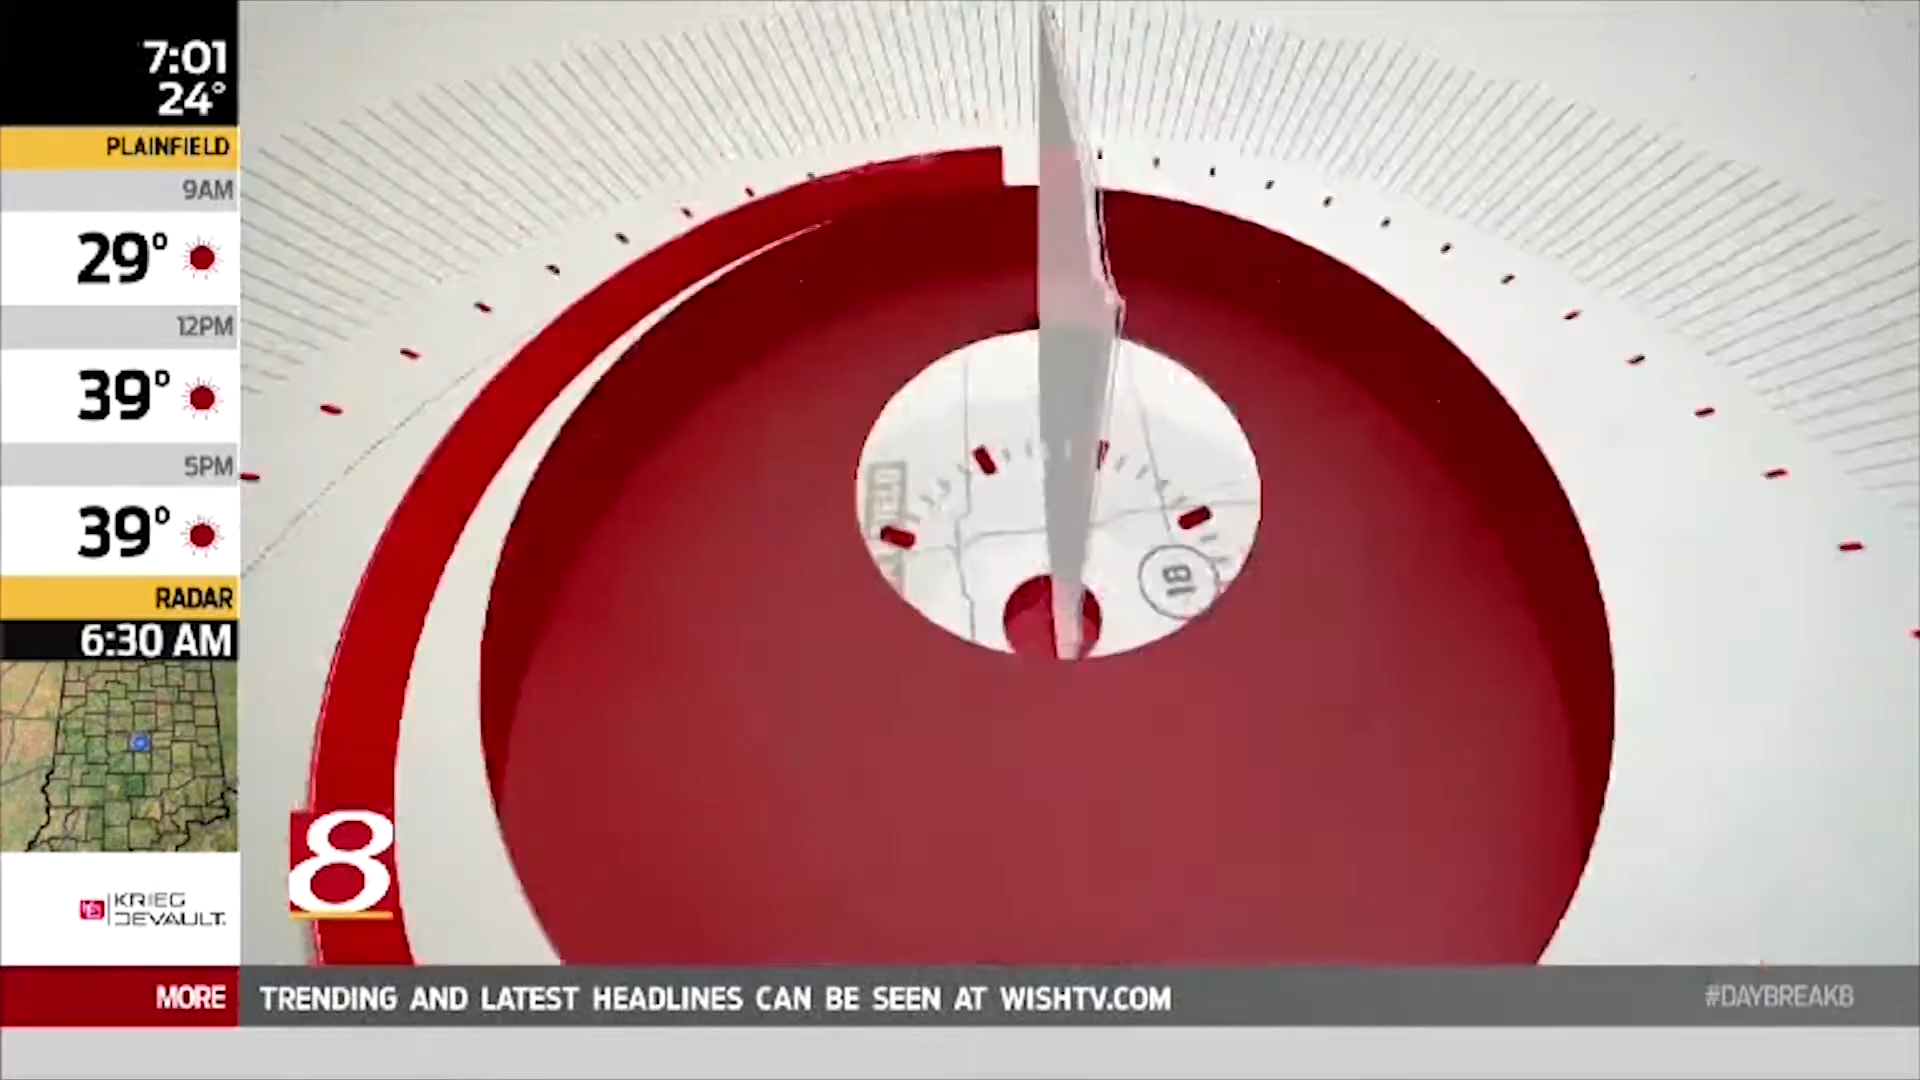 7:01
24°
PLAINFIELD
9AM
29°
12PM
39°
5PM
39°
RADAR
6:30 AM
KRIEG
DEVAULT.
8
MORE
TRENDING AND LATEST HEADLINES CAN BE SEEN AT WISHTV.COM
#DAYBREAK8